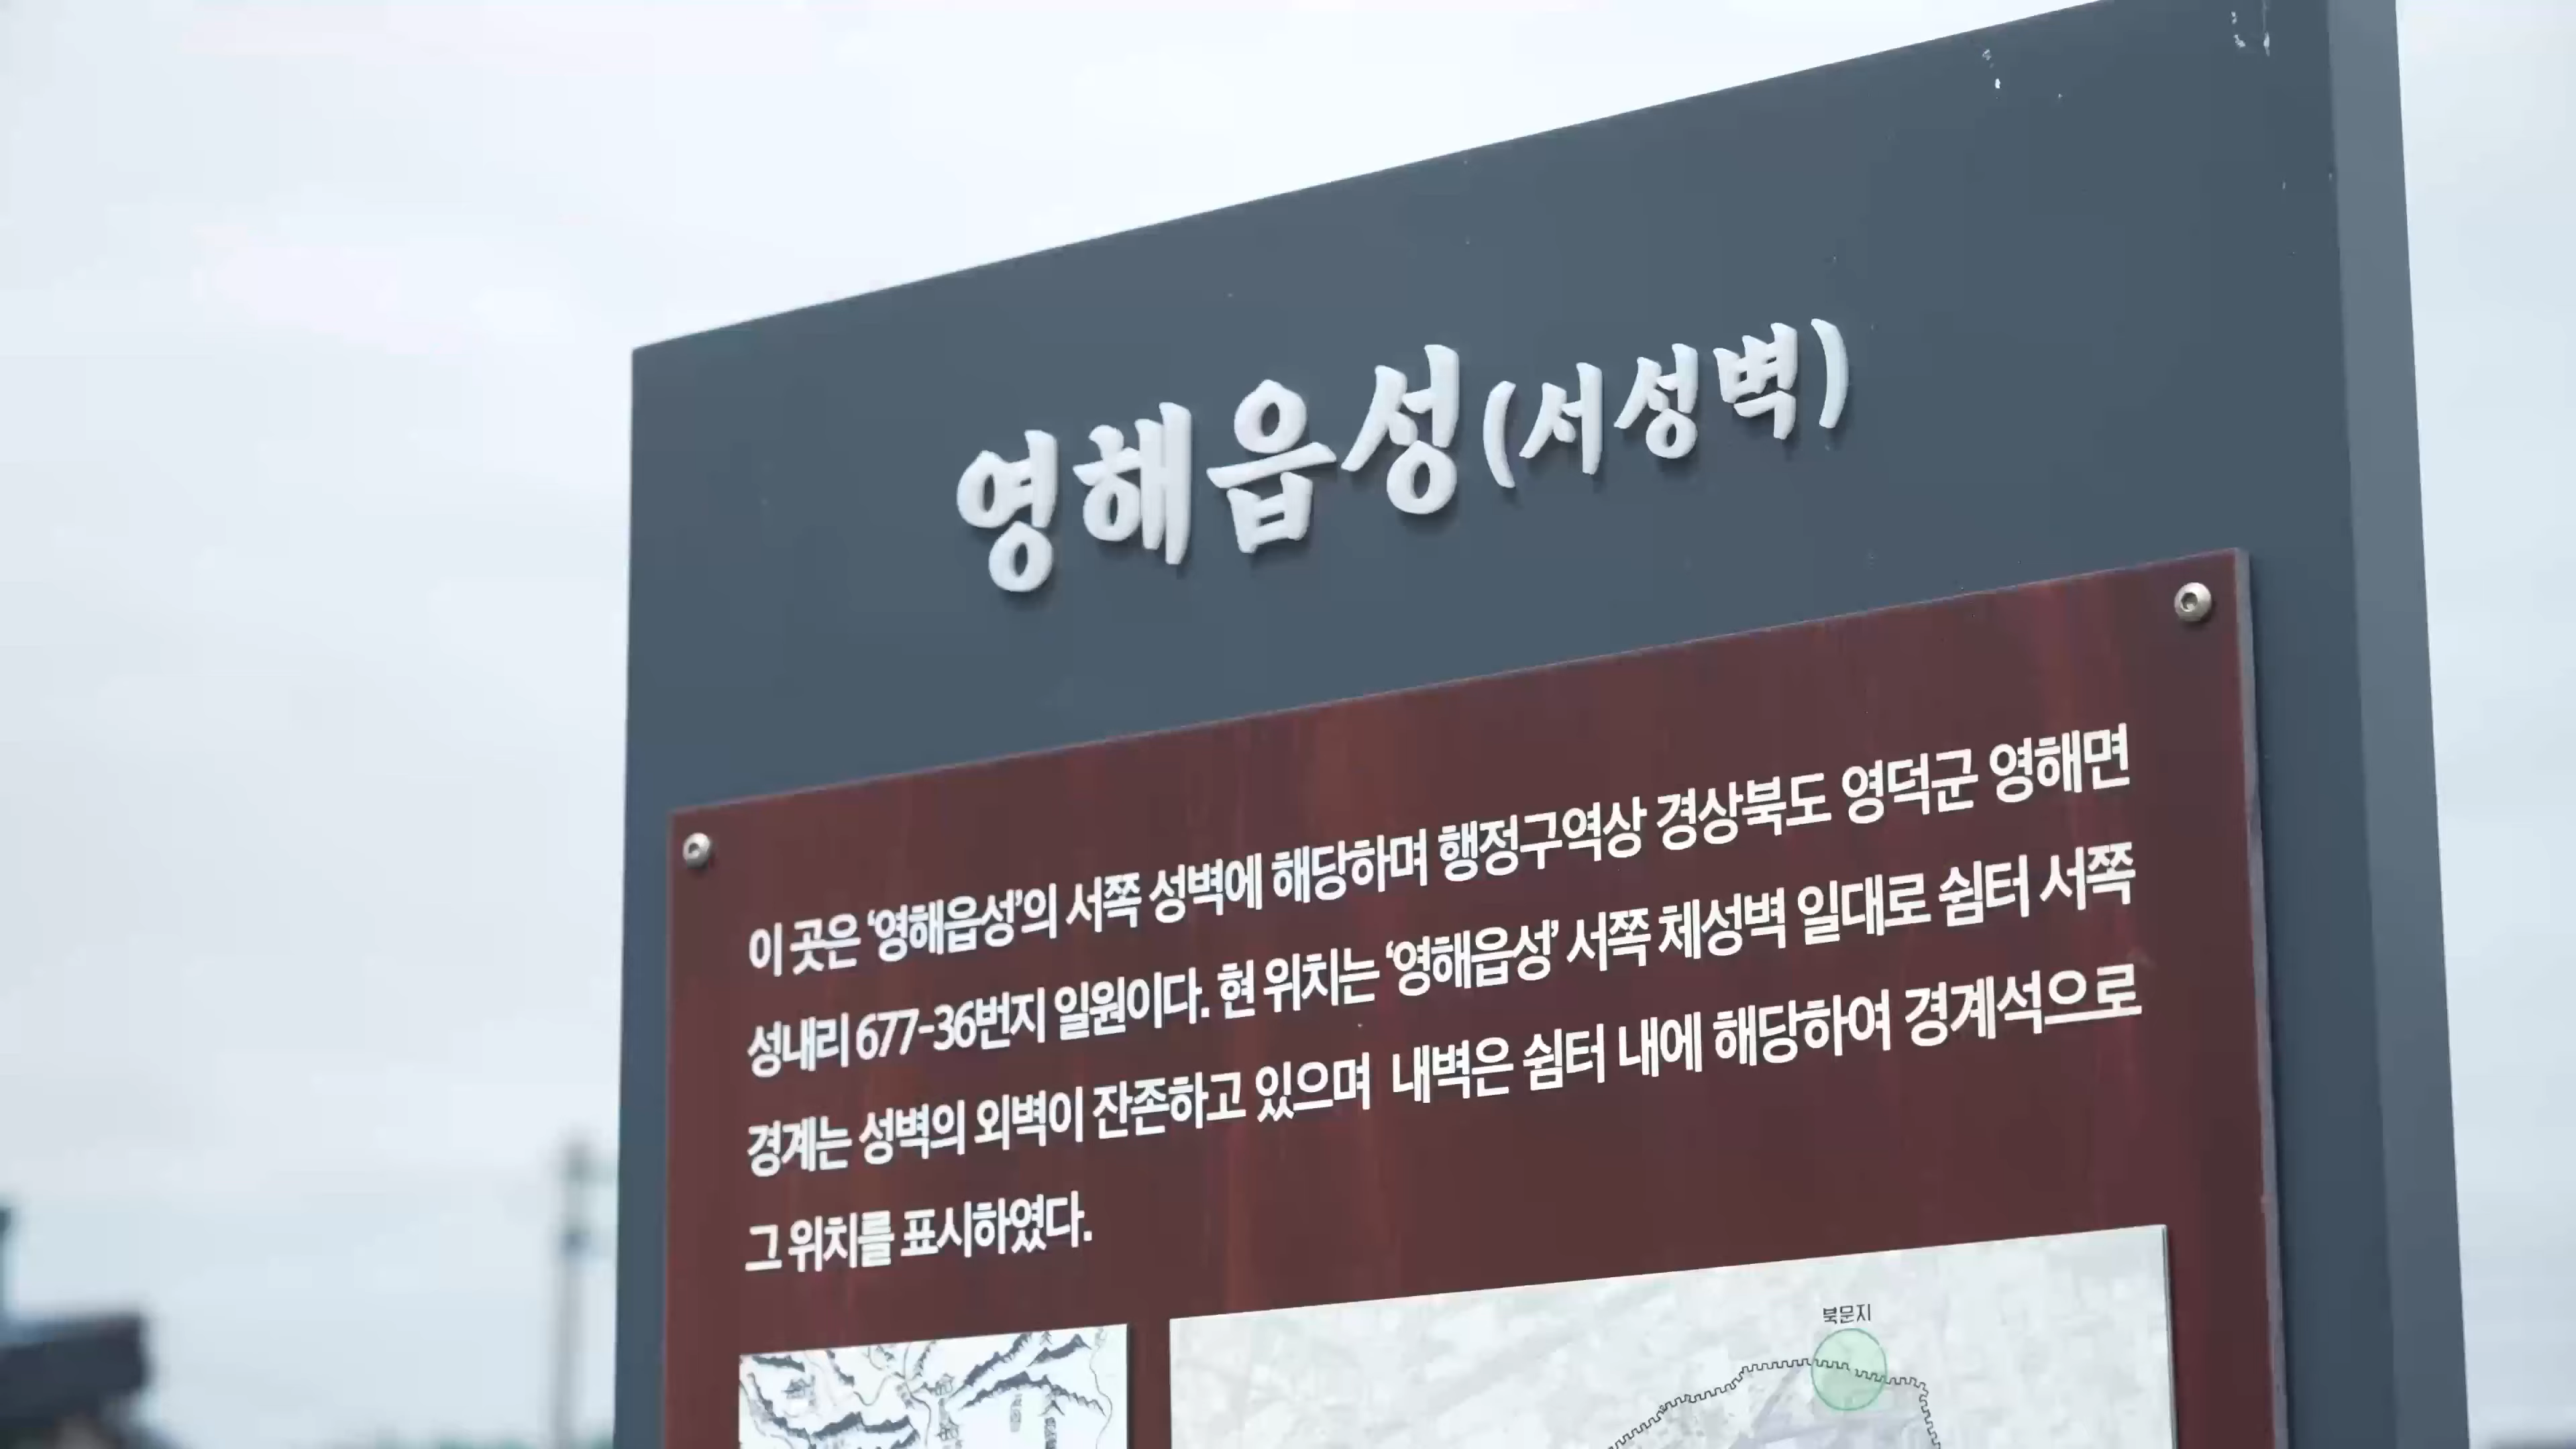 영해읍성(서성벽)
이 곳은 ‘영해읍성’의 서쪽 성벽에 해당하며 행정구역상 경상북도 영덕군 영해면
성내리 677-36번지 일원이다. 현 위치는 ‘영해읍성’ 서쪽 체성벽 일대로 쉼터 서쪽
경계는 성벽의 외벽이 잔존하고 있으며 내벽은 쉼터 내에 해당하여 경계석으로
그 위치를 표시하였다.
북문지